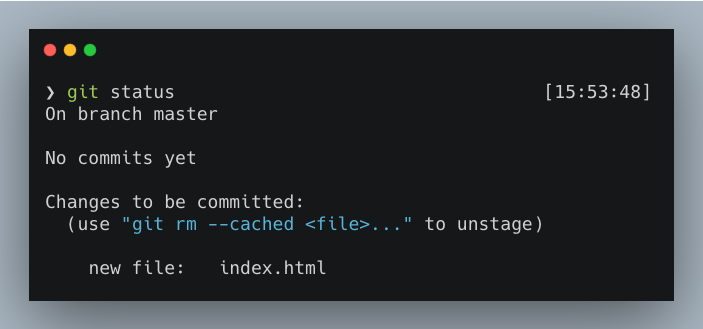 ❯ git status [15:53:48]
On branch master
No commits yet
Changes to be committed:
(use "git rm --cached <file>..." to unstage)
new file: index.html